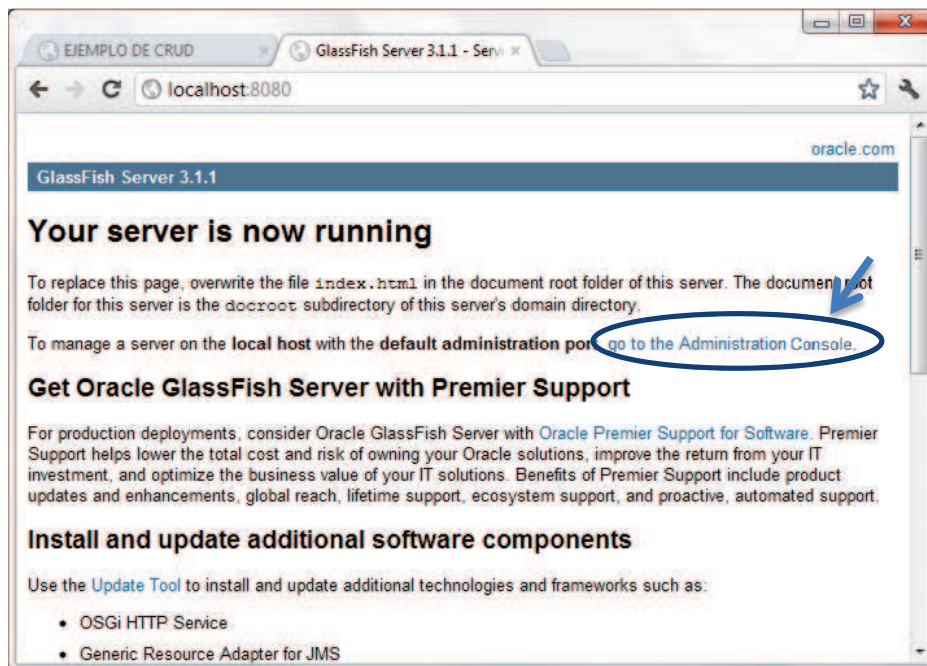 EJEMPLO DE CRUD
GlassFish Server 3.1.1 - Serv
localhost:8080
oracle.com
GlassFish Server 3.1.1
Your server is now running
To replace this page, overwrite the file index.html in the document root folder of this server. The document root
folder for this server is the docroot subdirectory of this server's domain directory.
To manage a server on the local host with the default administration port, go to the Administration Console.
Get Oracle GlassFish Server with Premier Support
For production deployments, consider Oracle GlassFish Server with Oracle Premier Support for Software. Premier
Support helps lower the total cost and risk of owning your Oracle solutions, improve the return from your IT
investment, and optimize the business value of your IT solutions. Benefits of Premier Support include product
updates and enhancements, global reach, lifetime support, ecosystem support, and proactive, automated support.
Install and update additional software components
Use the Update Tool to install and update additional technologies and frameworks such as:
• OSGi HTTP Service
• Generic Resource Adapter for JMS